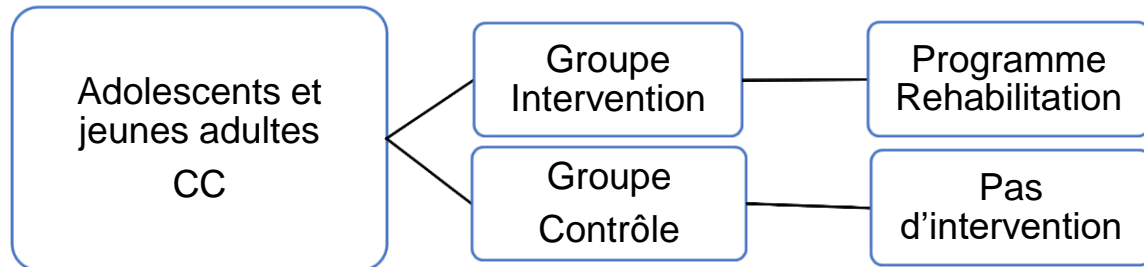 Adolescents et
jeunes adultes
CC
Groupe
Intervention
Programme
Rehabilitation
Groupe
Contrôle
Pas
d’intervention